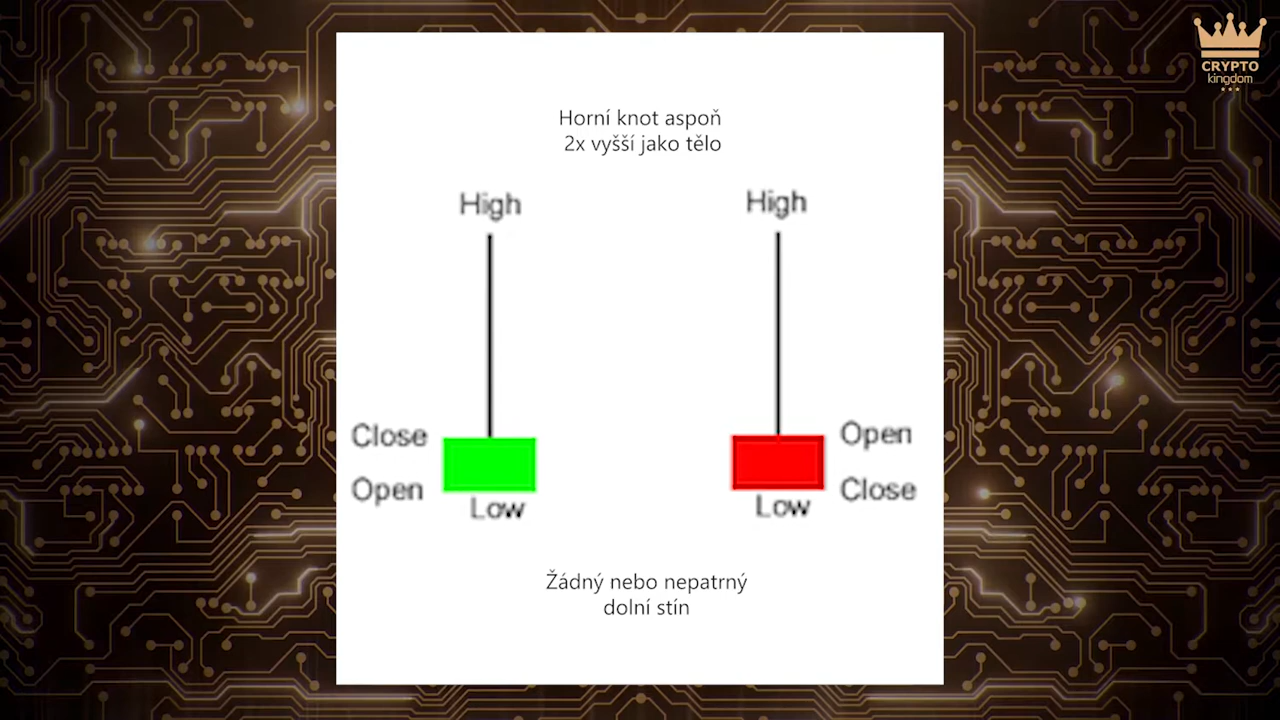 CRYPTO
kingdom
Horní knot aspoň
2x vyšší jako tělo
High
High
Close
Open
Open
Close
Low
Low
Žádný nebo nepatrný
dolní stín